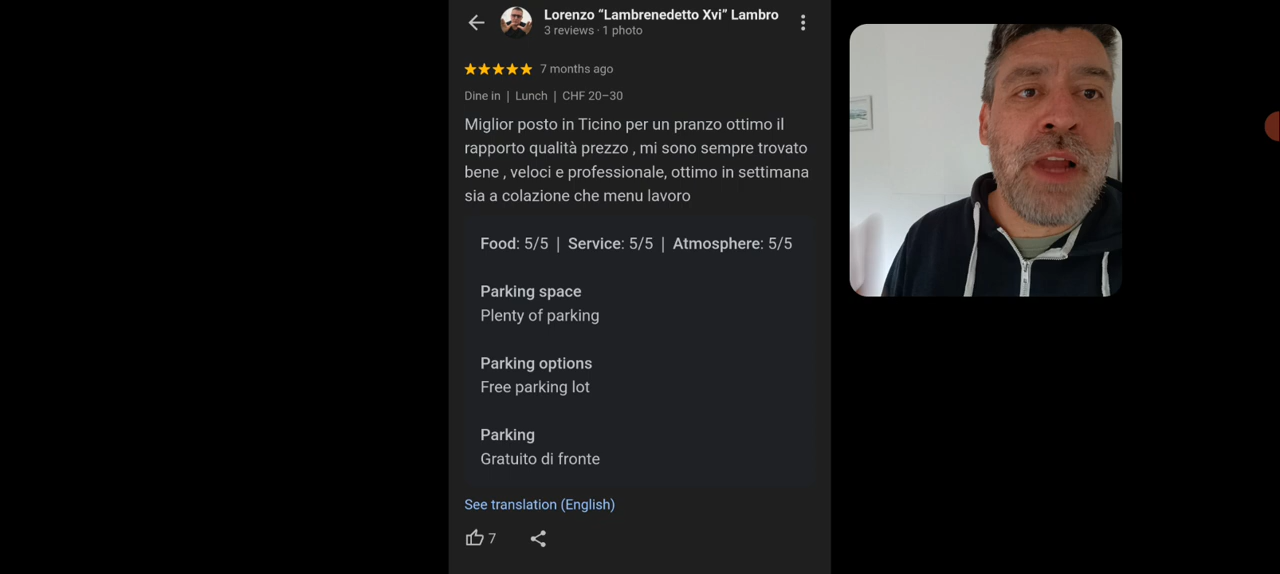 Lorenzo “Lambrenedetto Xvi” Lambro
3 reviews · 1 photo
7 months ago
Dine in | Lunch | CHF 20–30
Miglior posto in Ticino per un pranzo ottimo il
rapporto qualità prezzo , mi sono sempre trovato
bene , veloci e professionale, ottimo in settimana
sia a colazione che menu lavoro
Food: 5/5 | Service: 5/5 | Atmosphere: 5/5
Parking space
Plenty of parking
Parking options
Free parking lot
Parking
Gratuito di fronte
See translation (English)
7